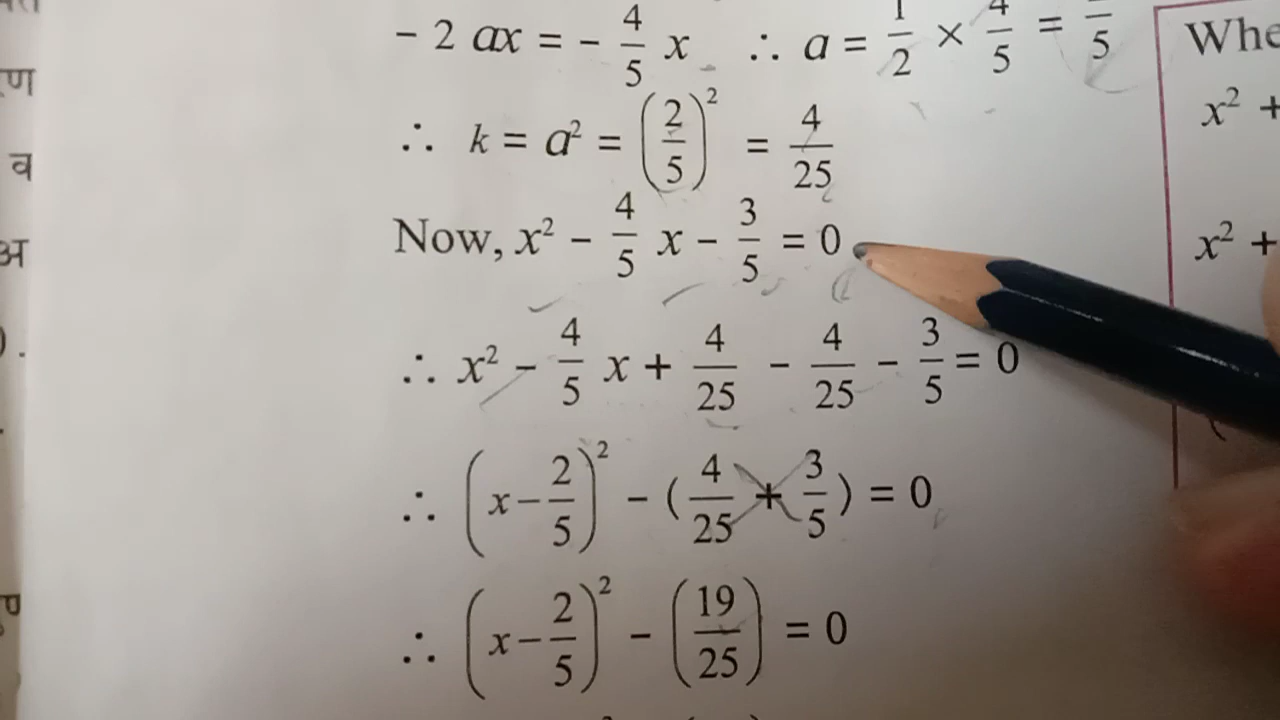 - 2 ax = - 4/5 x ∴ a = 1/2 × 4/5 = /5
∴ k = a² = (2/5)² = 4/25
Now, x² - 4/5 x - 3/5 = 0
∴ x² - 4/5 x + 4/25 - 4/25 - 3/5 = 0
∴ (x - 2/5)² - (4/25 + 3/5) = 0
∴ (x - 2/5)² - (19/25) = 0
Whe
x² +
x² +
व
अ